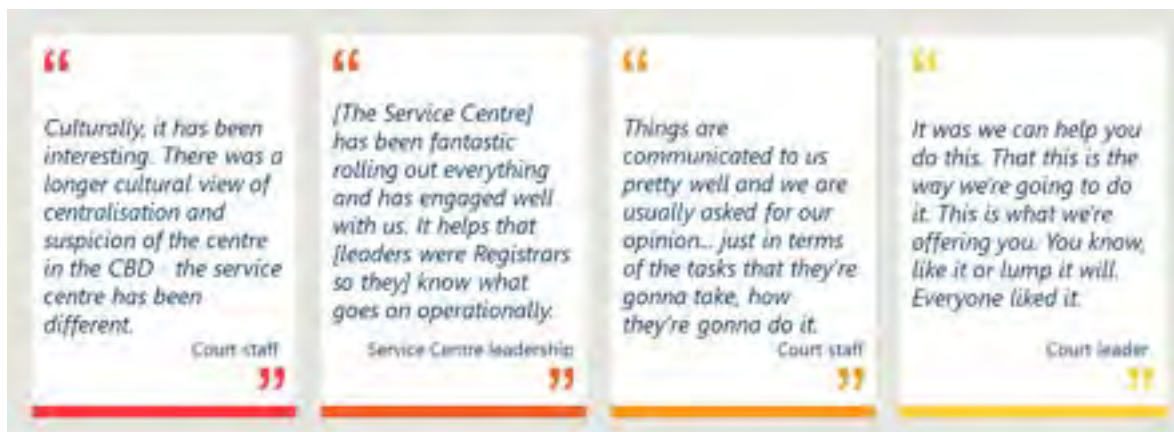 “
Culturally, it has been
interesting. There was a
longer cultural view of
centralisation and
suspicion of the centre
in the CBD - the service
centre has been
different.
Court staff
”
“
[The Service Centre]
has been fantastic
rolling out everything
and has engaged well
with us. It helps that
[leaders were Registrars
so they] know what
goes on operationally.
Service Centre leadership
”
“
Things are
communicated to us
pretty well and we are
usually asked for our
opinion... just in terms
of the tasks that they're
gonna take, how
they're gonna do it.
Court staff
”
“
It was we can help you
do this. That this is the
way we're going to do
it. This is what we're
offering you. You know,
like it or lump it will.
Everyone liked it.
Court leader
”